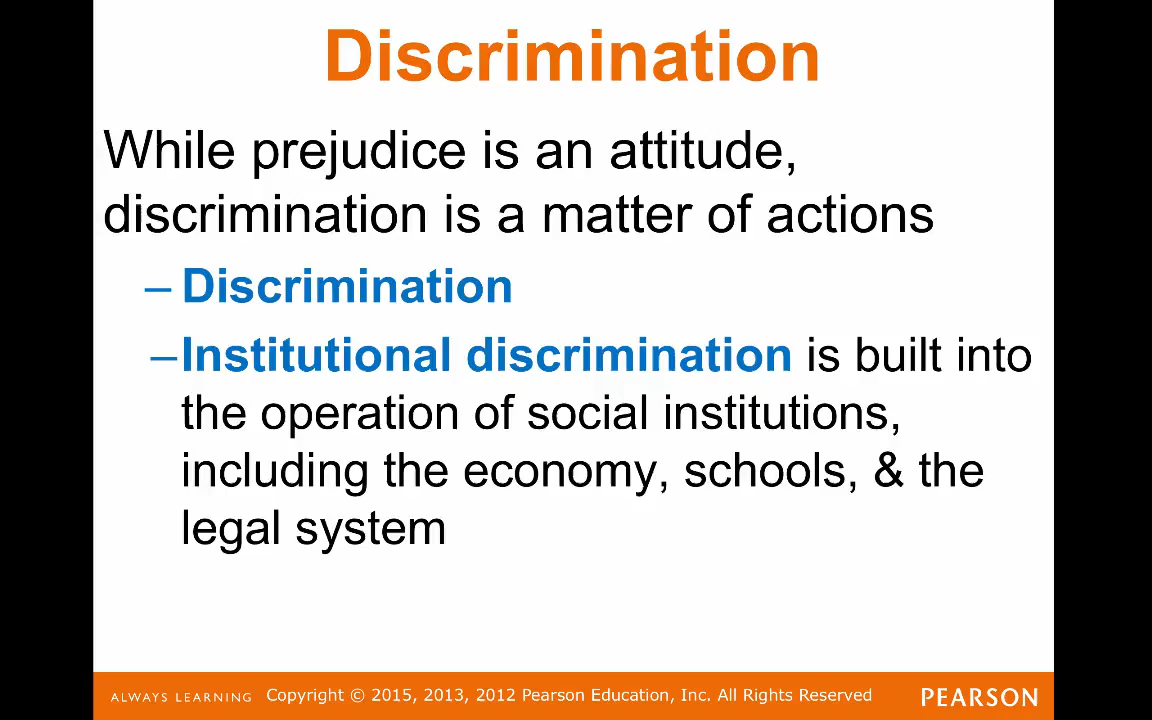 Discrimination
While prejudice is an attitude,
discrimination is a matter of actions
– Discrimination
–Institutional discrimination is built into
the operation of social institutions,
including the economy, schools, & the
legal system
ALWAYS LEARNING Copyright © 2015, 2013, 2012 Pearson Education, Inc. All Rights Reserved PEARSON